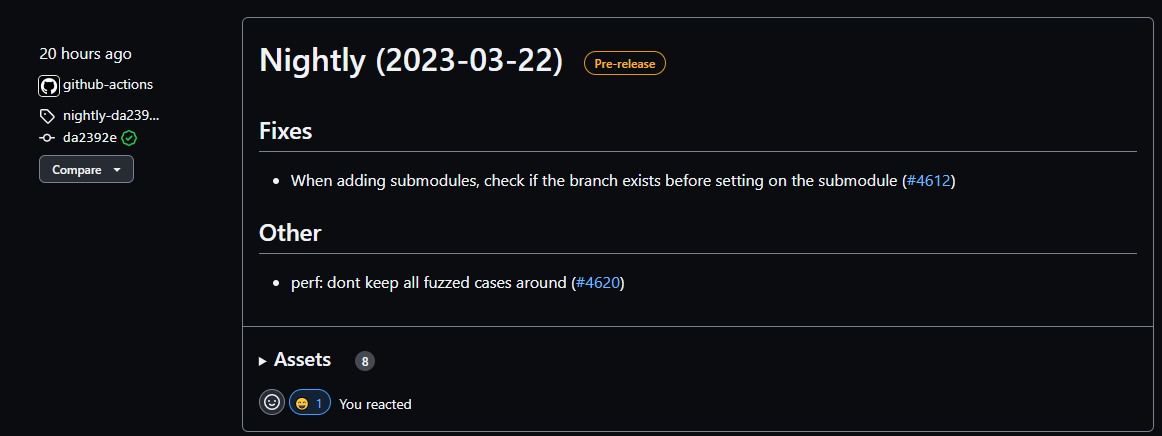 20 hours ago
github-actions
nightly-da239...
da2392e
Compare
Nightly (2023-03-22) Pre-release
Fixes
When adding submodules, check if the branch exists before setting on the submodule (#4612)
Other
perf: dont keep all fuzzed cases around (#4620)
Assets 8
1 You reacted